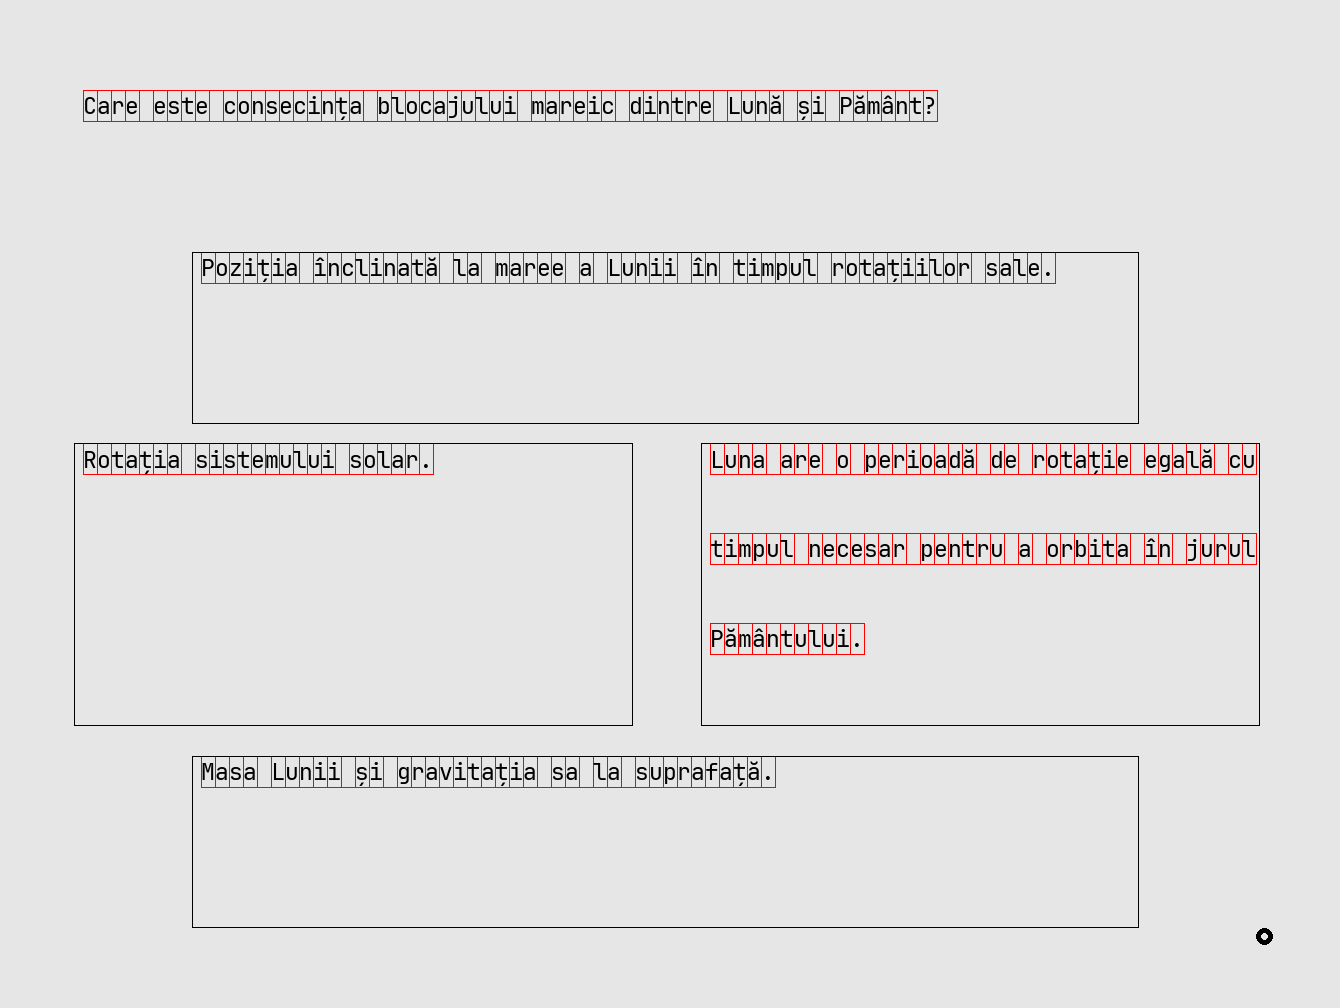 Care este consecința blocajului mareic dintre Lună și Pământ?
Poziția înclinată la maree a Lunii în timpul rotațiilor sale.
Rotația sistemului solar.
Luna are o perioadă de rotație egală cu
timpul necesar pentru a orbita în jurul
Pământului.
Masa Lunii și gravitația sa la suprafață.